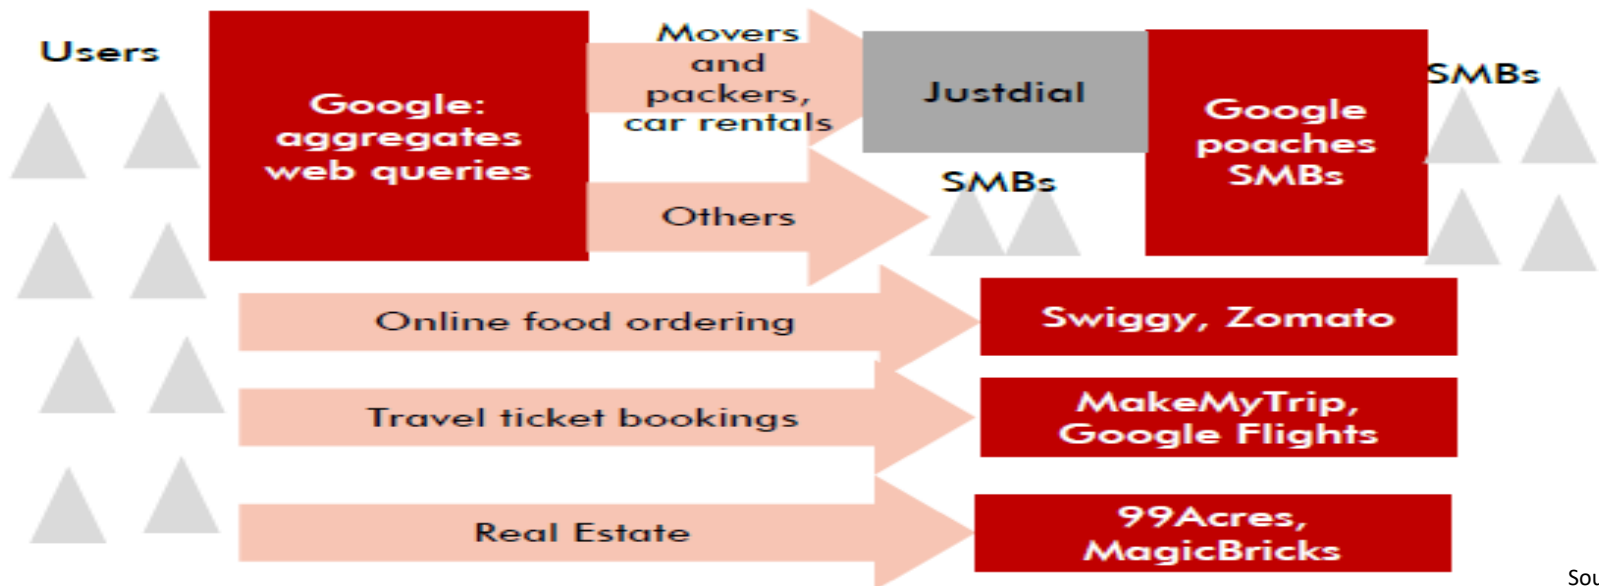 Users
Google:
aggregates
web queries
Movers
and
packers,
car rentals
Justdial
Google
poaches
SMBs
SMBs
Others
SMBs
Online food ordering
Swiggy, Zomato
Travel ticket bookings
MakeMyTrip,
Google Flights
Real Estate
99Acres,
MagicBricks
Sou